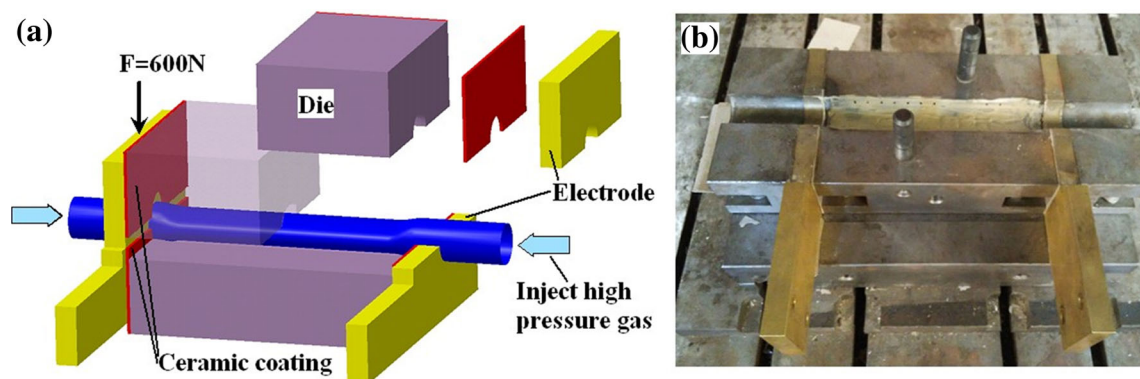 (a)
F=600N
Die
Electrode
Inject high
pressure gas
Ceramic coating
(b)